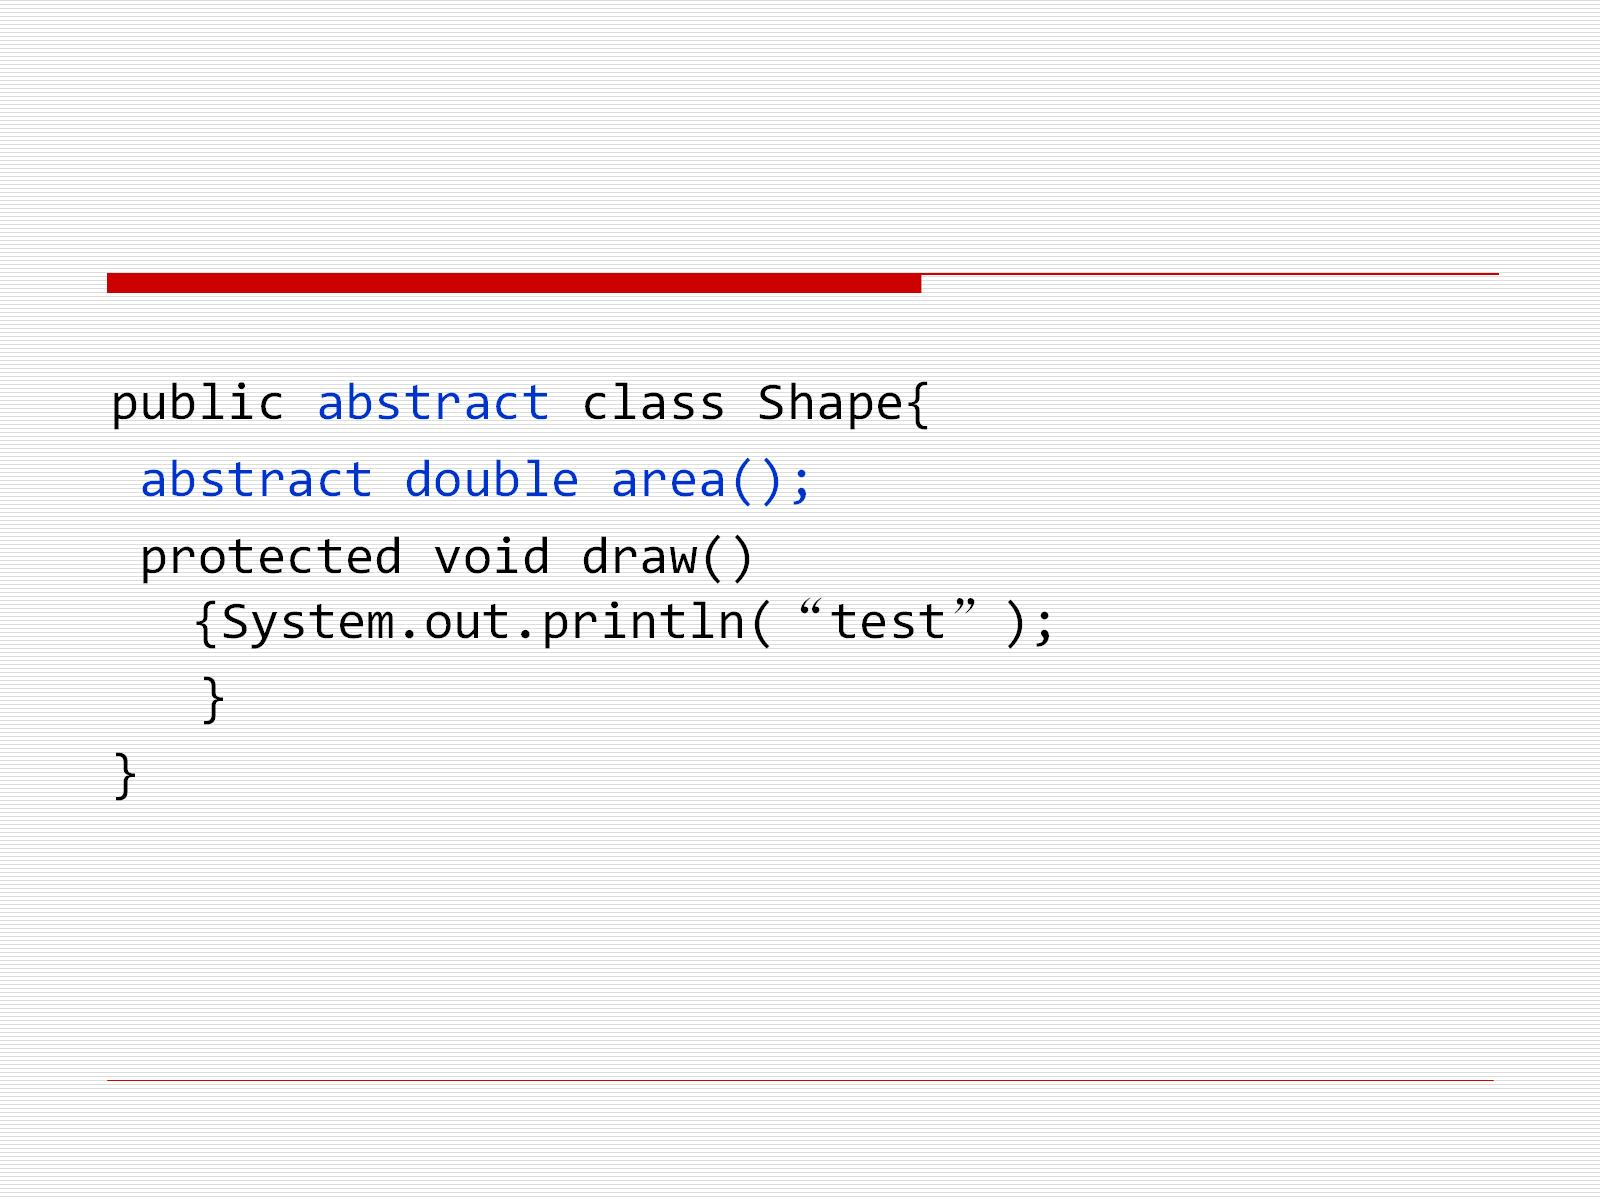 public abstract class Shape{
abstract double area();
protected void draw()
{System.out.println(“test”);
}
}